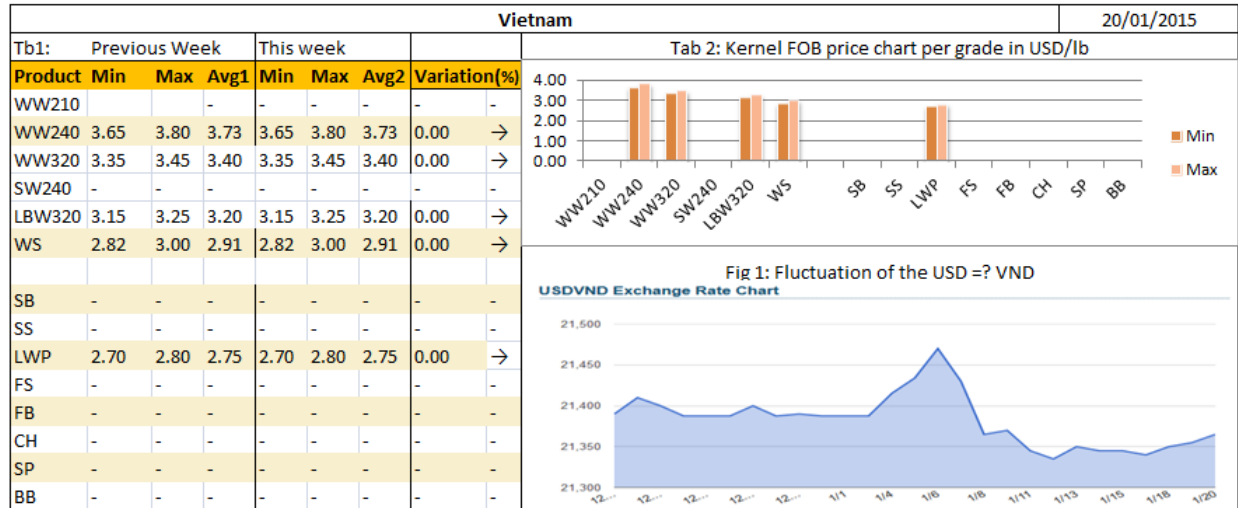 Vietnam 20/01/2015
Tb1: Previous Week This week
Product Min Max Avg1 Min Max Avg2 Variation(%)
WW210 - - - - - -
WW240 3.65 3.80 3.73 3.65 3.80 3.73 0.00 →
WW320 3.35 3.45 3.40 3.35 3.45 3.40 0.00 →
SW240 - - - - - - - -
LBW320 3.15 3.25 3.20 3.15 3.25 3.20 0.00 →
WS 2.82 3.00 2.91 2.82 3.00 2.91 0.00 →
SB - - - - - - - -
SS - - - - - - - -
LWP 2.70 2.80 2.75 2.70 2.80 2.75 0.00 →
FS - - - - - - - -
FB - - - - - - - -
CH - - - - - - - -
SP - - - - - - - -
BB - - - - - - - -
Tab 2: Kernel FOB price chart per grade in USD/lb
4.00
3.00
2.00
1.00
0.00
WW210 WW240 WW320 SW240 LBW320 WS SB SS LWP FS FB CH SP BB
Min
Max
Fig 1: Fluctuation of the USD =? VND
USDVND Exchange Rate Chart
21,500
21,450
21,400
21,350
21,300
12... 12... 12... 12... 12... 1/1 1/4 1/6 1/8 1/11 1/13 1/15 1/18 1/20